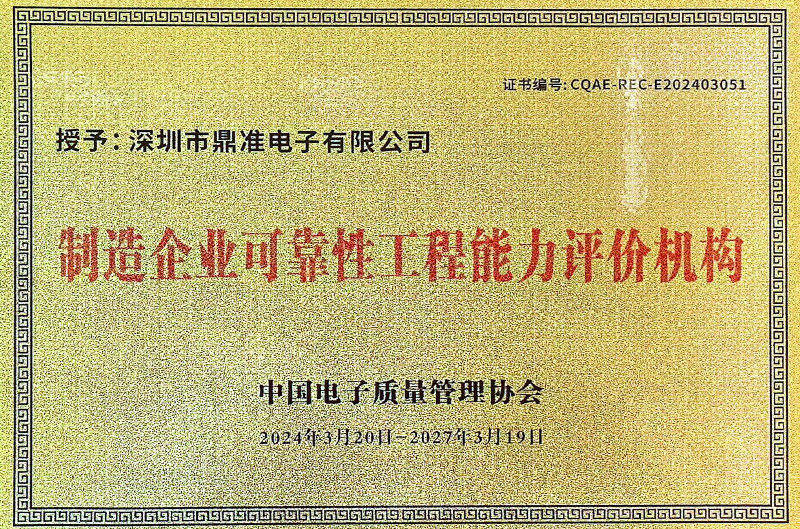 证书编号:CQAE-REC-E202403051
授予:深圳市鼎准电子有限公司
制造企业可靠性工程能力评价机构
中国电子质量管理协会
2024年3月20日-2027年3月19日